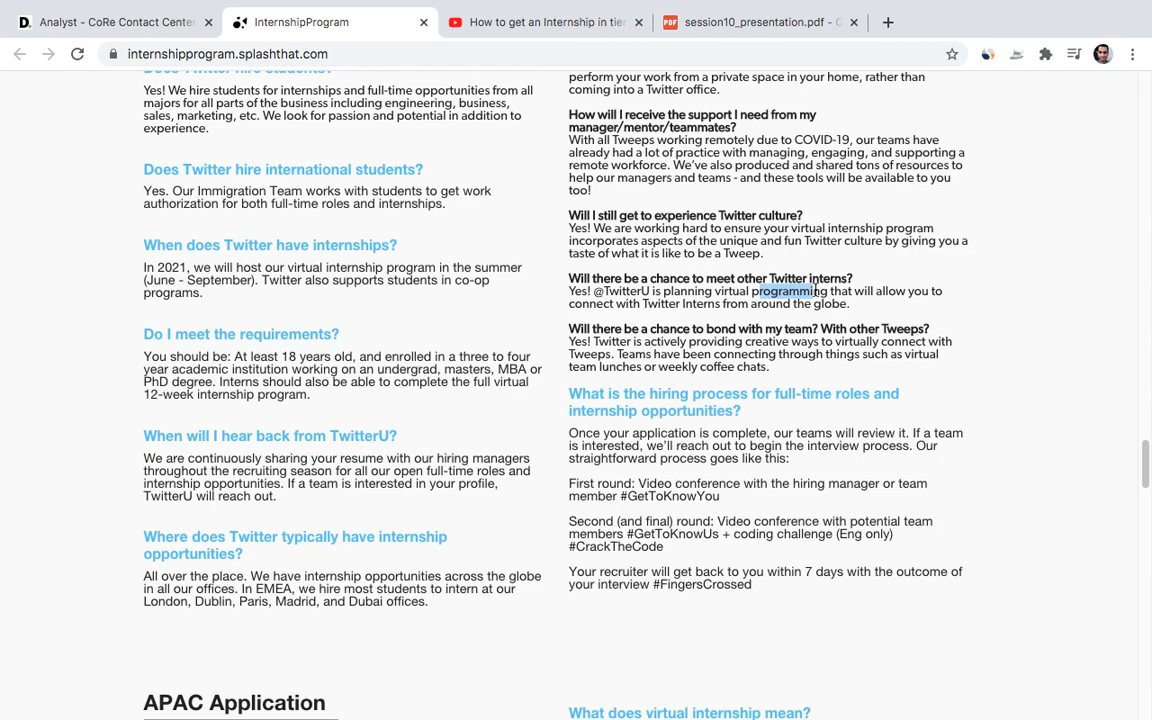 Analyst - CoRe Contact Center
InternshipProgram
How to get an Internship in tier
session10_presentation.pdf - G
internshipprogram.splashthat.com
Does Twitter hire students?
Yes! We hire students for internships and full-time opportunities from all
majors for all parts of the business including engineering, business,
sales, marketing, etc. We look for passion and potential in addition to
experience.
Does Twitter hire international students?
Yes. Our Immigration Team works with students to get work
authorization for both full-time roles and internships.
When does Twitter have internships?
In 2021, we will host our virtual internship program in the summer
(June - September). Twitter also supports students in co-op
programs.
Do I meet the requirements?
You should be: At least 18 years old, and enrolled in a three to four
year academic institution working on an undergrad, masters, MBA or
PhD degree. Interns should also be able to complete the full virtual
12-week internship program.
When will I hear back from TwitterU?
We are continuously sharing your resume with our hiring managers
throughout the recruiting season for all our open full-time roles and
internship opportunities. If a team is interested in your profile,
TwitterU will reach out.
Where does Twitter typically have internship
opportunities?
All over the place. We have internship opportunities across the globe
in all our offices. In EMEA, we hire most students to intern at our
London, Dublin, Paris, Madrid, and Dubai offices.
APAC Application
perform your work from a private space in your home, rather than
coming into a Twitter office.
How will I receive the support I need from my
manager/mentor/teammates?
With all Tweeps working remotely due to COVID-19, our teams have
already had a lot of practice with managing, engaging, and supporting a
remote workforce. We've also produced and shared tons of resources to
help our managers and teams - and these tools will be available to you
too!
Will I still get to experience Twitter culture?
Yes! We are working hard to ensure your virtual internship program
incorporates aspects of the unique and fun Twitter culture by giving you a
taste of what it is like to be a Tweep.
Will there be a chance to meet other Twitter interns?
Yes! @TwitterU is planning virtual programming that will allow you to
connect with Twitter Interns from around the globe.
Will there be a chance to bond with my team? With other Tweeps?
Yes! Twitter is actively providing creative ways to virtually connect with
Tweeps. Teams have been connecting through things such as virtual
team lunches or weekly coffee chats.
What is the hiring process for full-time roles and
internship opportunities?
Once your application is complete, our teams will review it. If a team
is interested, we'll reach out to begin the interview process. Our
straightforward process goes like this:
First round: Video conference with the hiring manager or team
member #GetToKnowYou
Second (and final) round: Video conference with potential team
members #GetToKnowUs + coding challenge (Eng only)
#CrackTheCode
Your recruiter will get back to you within 7 days with the outcome of
your interview #FingersCrossed
What does virtual internship mean?